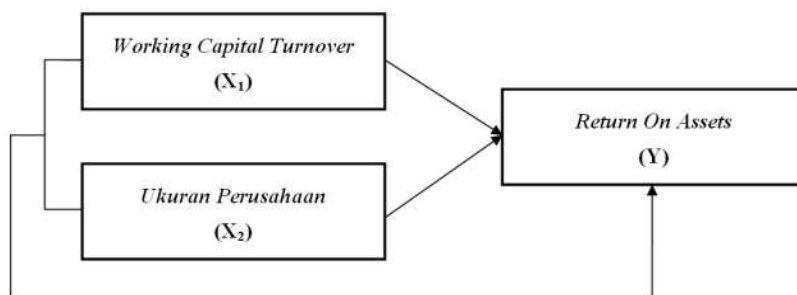 Working Capital Turnover
(X₁)
Return On Assets
(Y)
Ukuran Perusahaan
(X₂)